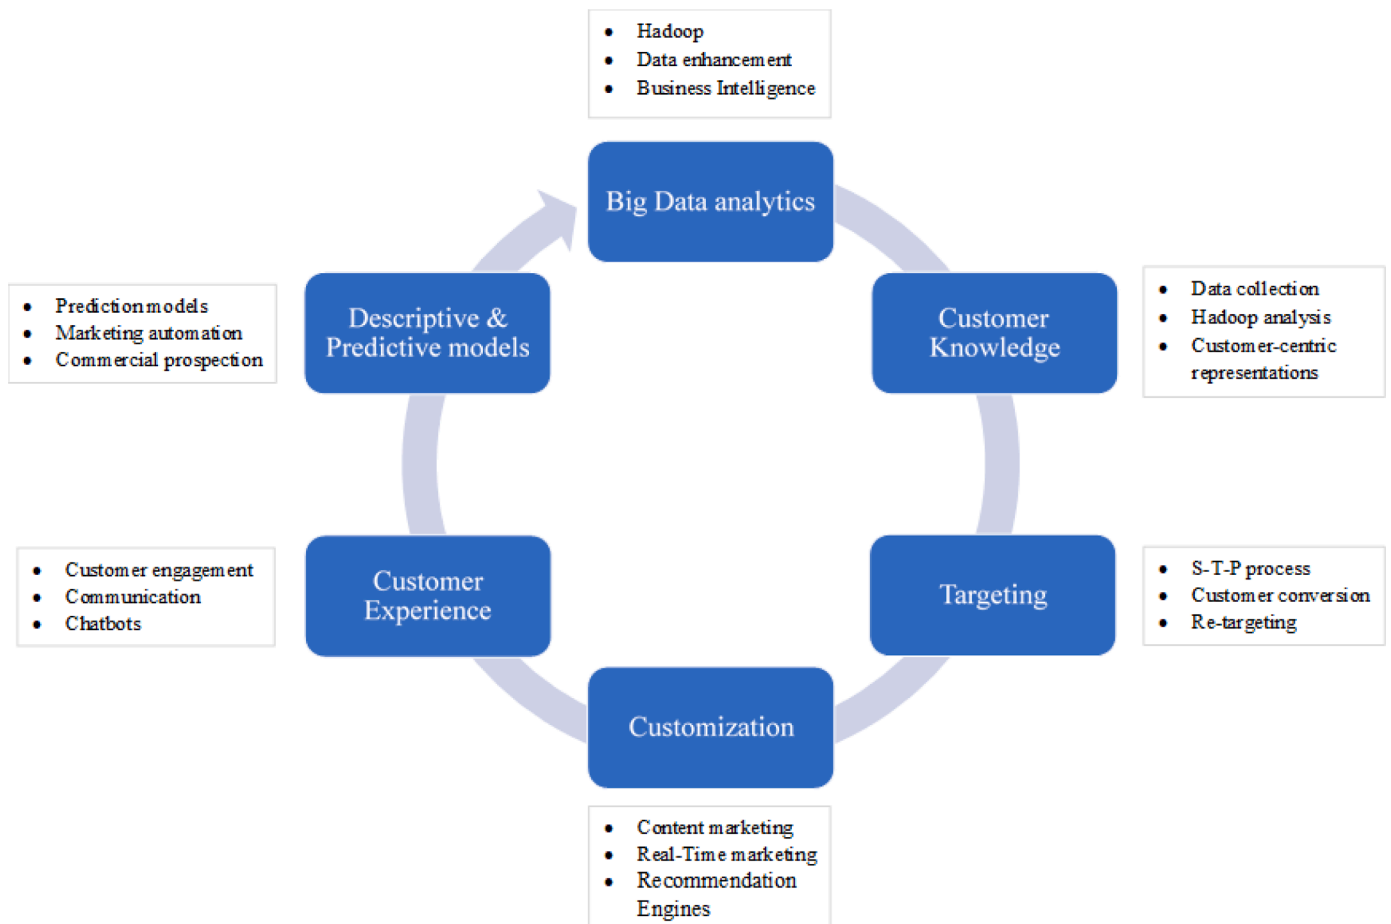 Hadoop
Data enhancement
Business Intelligence
Big Data analytics
Customer
Knowledge
Data collection
Hadoop analysis
Customer-centric
representations
Targeting
S-T-P process
Customer conversion
Re-targeting
Customization
Content marketing
Real-Time marketing
Recommendation
Engines
Customer
Experience
Customer engagement
Communication
Chatbots
Descriptive &
Predictive models
Prediction models
Marketing automation
Commercial prospection